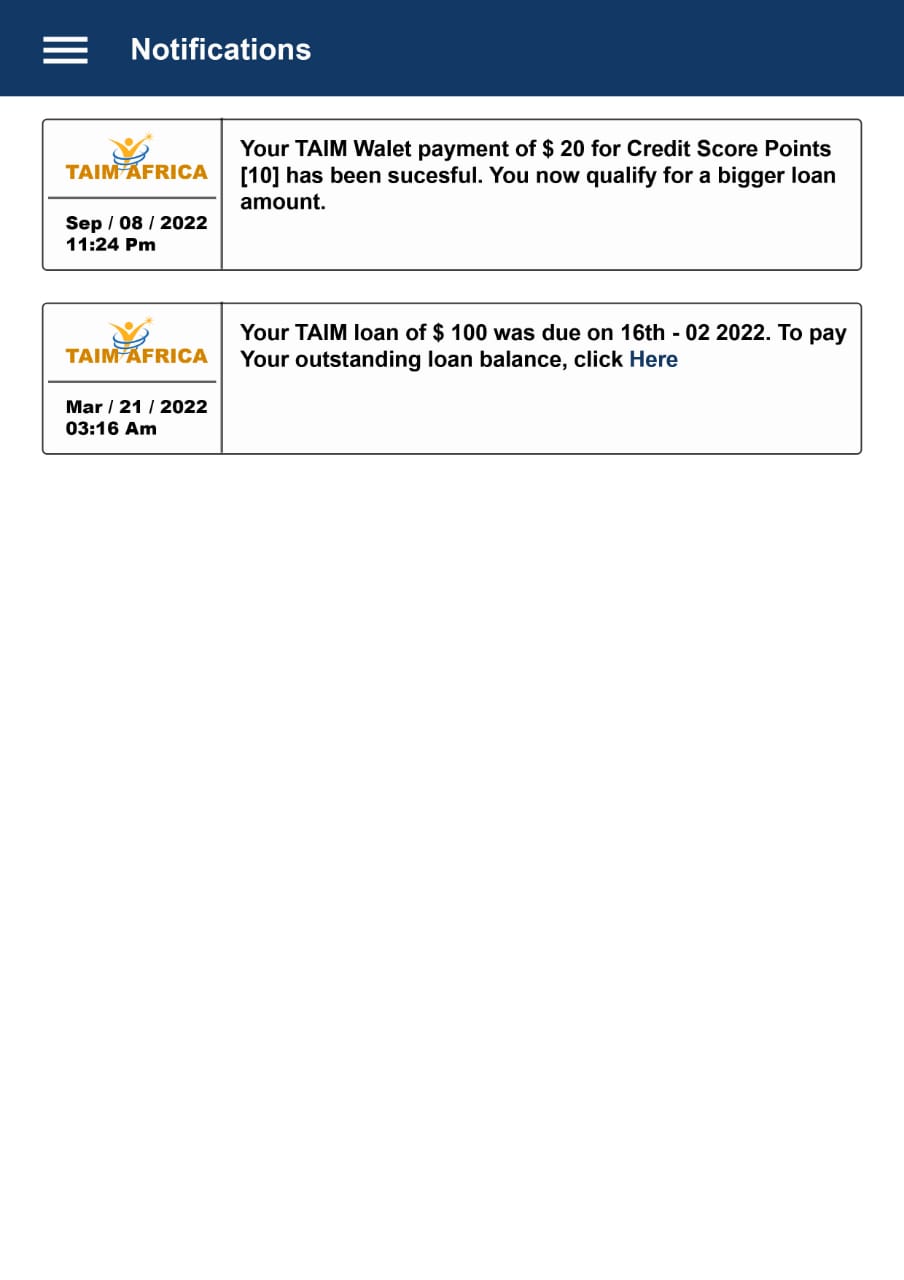 Notifications
TAIM AFRICA
Sep / 08 / 2022
11:24 Pm
Your TAIM Walet payment of $ 20 for Credit Score Points
[10] has been sucesful. You now qualify for a bigger loan
amount.
TAIM AFRICA
Mar / 21 / 2022
03:16 Am
Your TAIM loan of $ 100 was due on 16th - 02 2022. To pay
Your outstanding loan balance, click Here